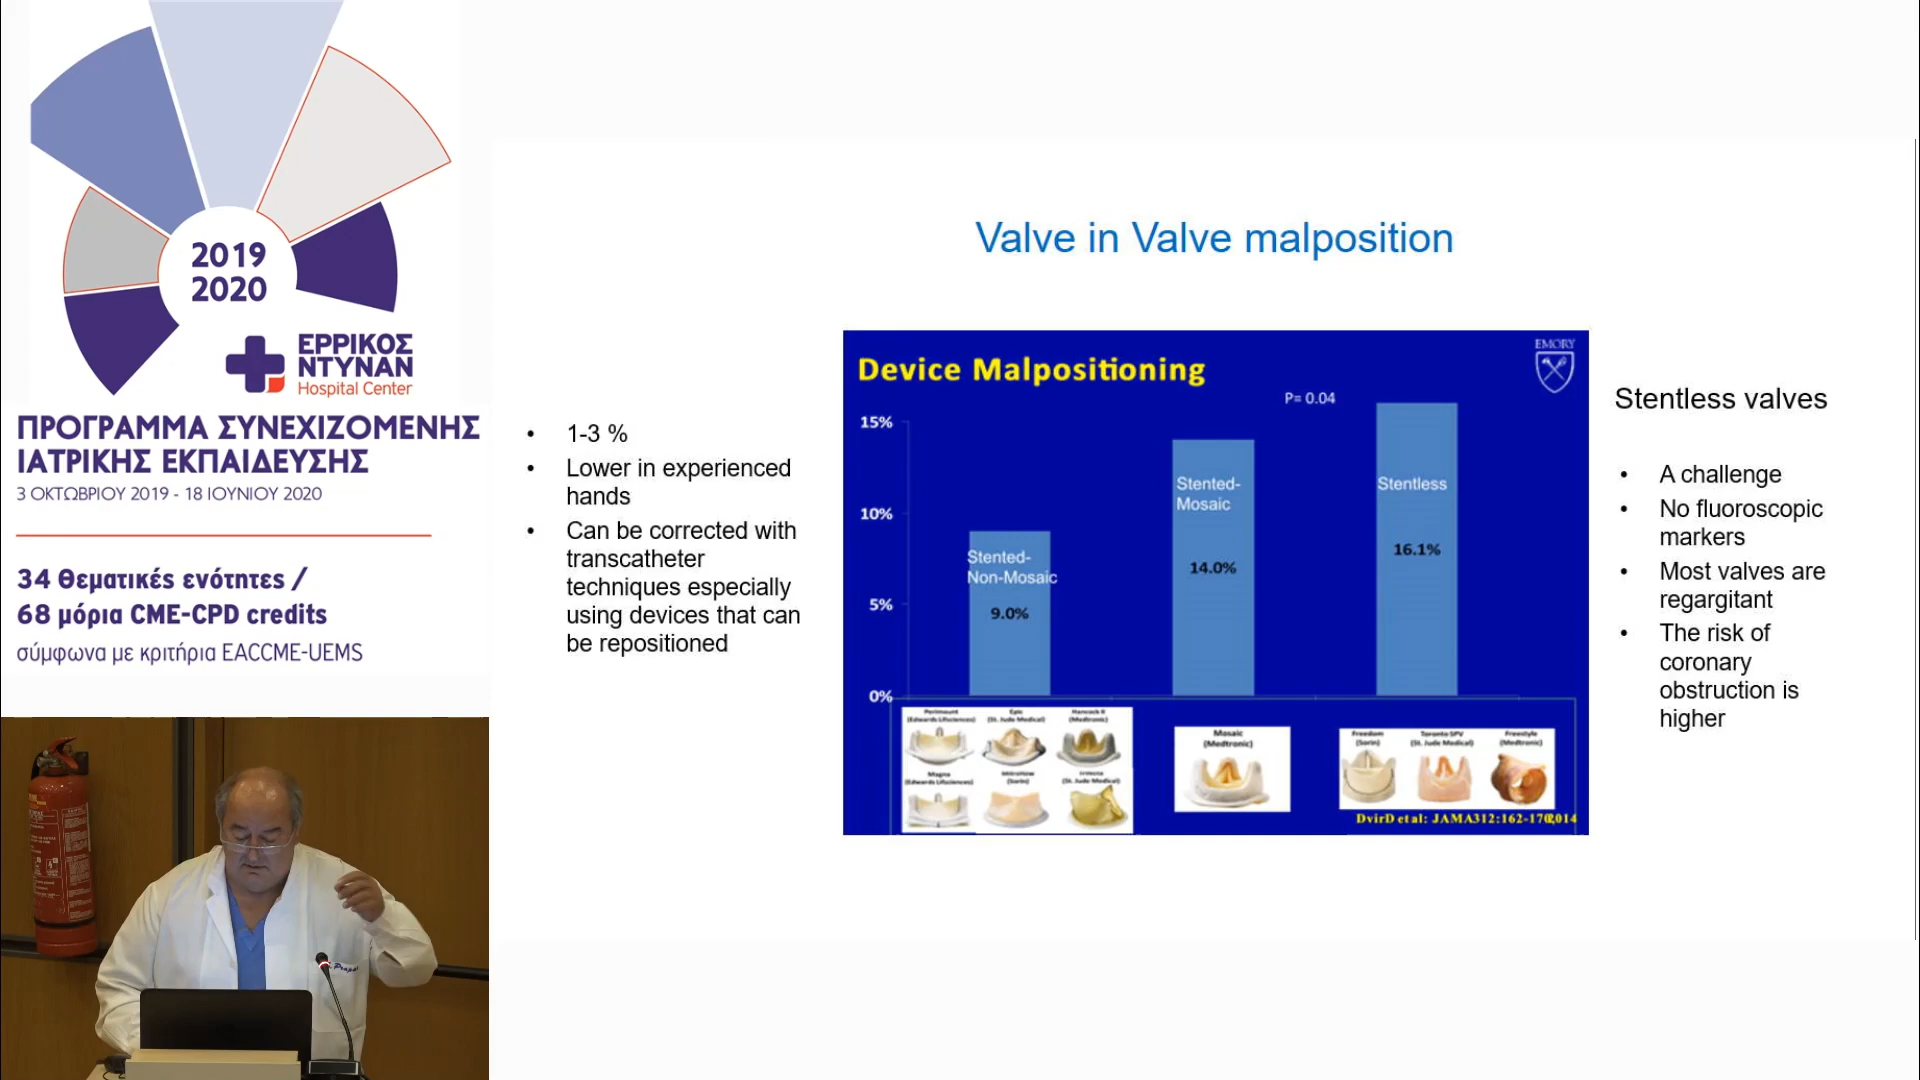 2019
2020
ΕΡΡΙΚΟΣ
ΝΤΥΝΑΝ
Hospital Center
ΠΡΟΓΡΑΜΜΑ ΣΥΝΕΧΙΖΟΜΕΝΗΣ
ΙΑΤΡΙΚΗΣ ΕΚΠΑΙΔΕΥΣΗΣ
3 ΟΚΤΩΒΡΙΟΥ 2019 - 18 ΙΟΥΝΙΟΥ 2020
34 θεματικές ενότητες /
68 μόρια CME-CPD credits
σύμφωνα με κριτήρια EACCME-UEMS
Valve in Valve malposition
• 1-3 %
• Lower in experienced
hands
• Can be corrected with
transcatheter
techniques especially
using devices that can
be repositioned
Device Malpositioning
EMORY
P= 0.04
15%
10%
5%
0%
Stented-
Non-Mosaic
9.0%
Stented-
Mosaic
14.0%
Stentless
16.1%
Perimount
(Edwards Lifesciences)
Epic
(St. Jude Medical)
Hancock II
(Medtronic)
Magna
(Edwards Lifesciences)
Mitroflow
(Sorin)
(St. Jude Medical)
Mosaic
(Medtronic)
Freedom
(Sorin)
Toronto SPV
(St. Jude Medical)
Freestyle
(Medtronic)
DvirD et al: JAMA312:162-170,2014
Stentless valves
• A challenge
• No fluoroscopic
markers
• Most valves are
regargitant
• The risk of
coronary
obstruction is
higher